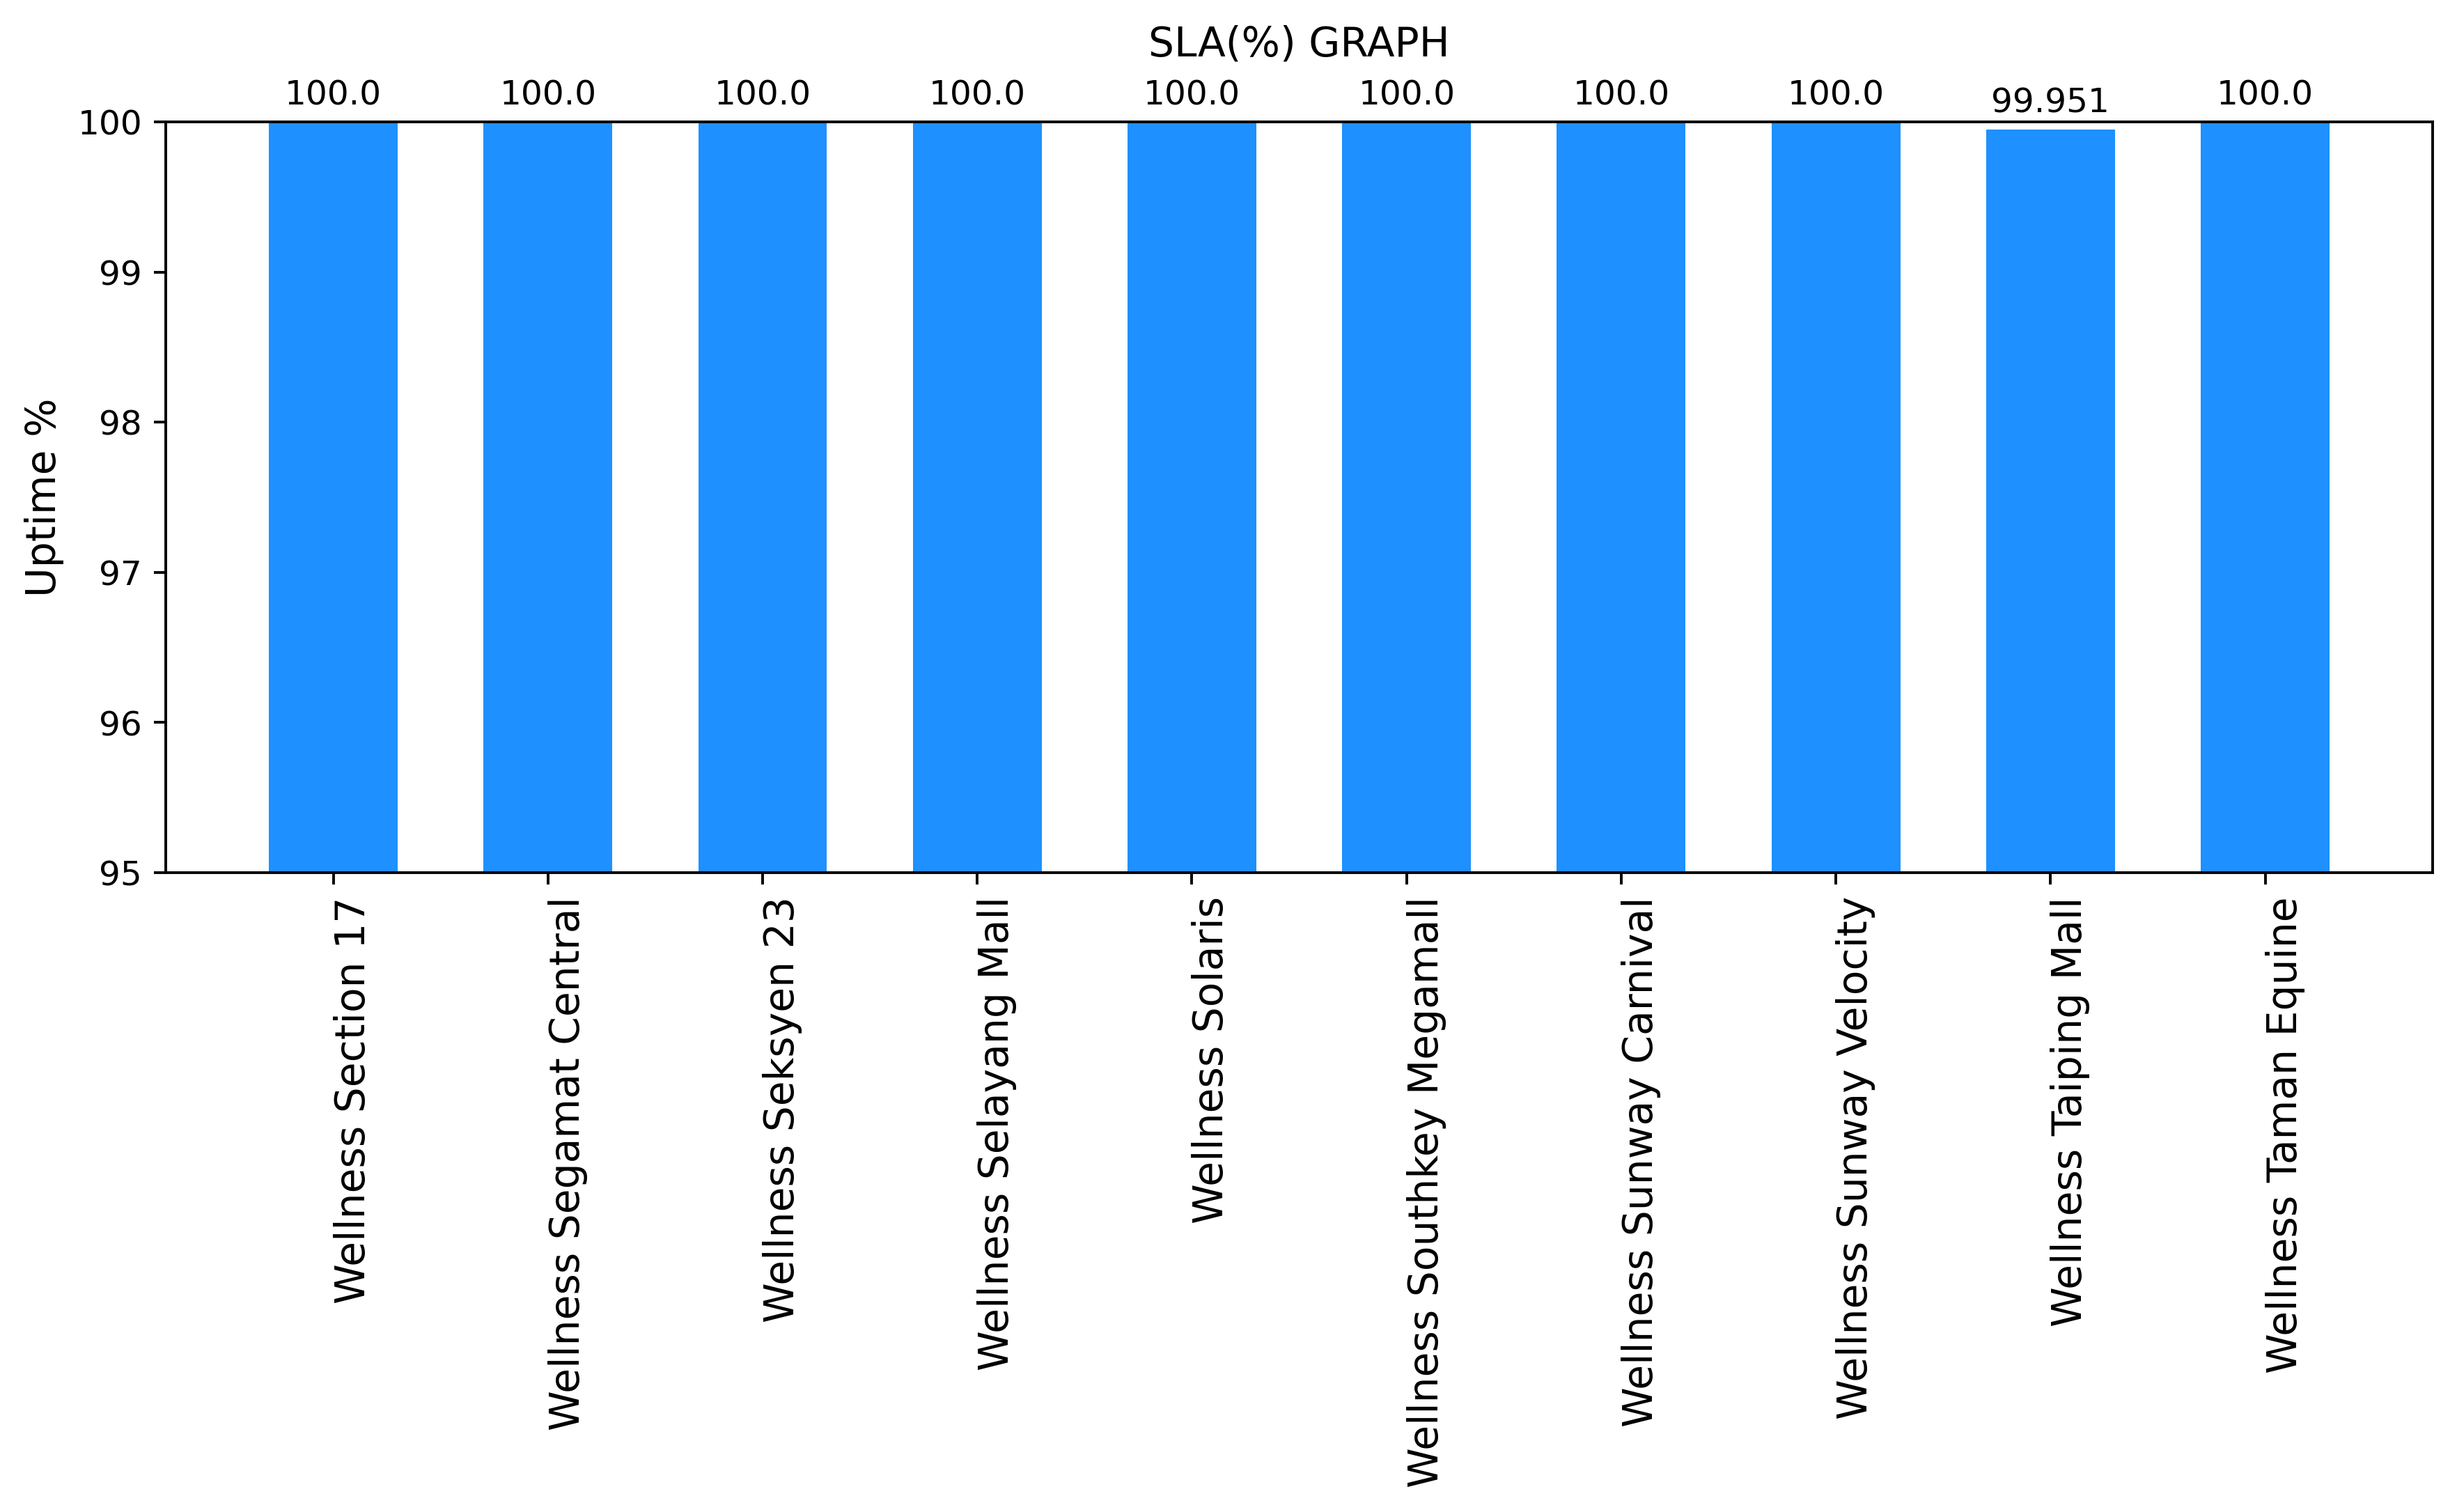 SLA(%) GRAPH
100.0 100.0 100.0 100.0 100.0 100.0 100.0 100.0 99.951 100.0
100
99
98
97
96
95
Uptime %
Wellness Section 17
Wellness Segamat Central
Wellness Seksyen 23
Wellness Selayang Mall
Wellness Solaris
Wellness Southkey Megamall
Wellness Sunway Carnival
Wellness Sunway Velocity
Wellness Taiping Mall
Wellness Taman Equine